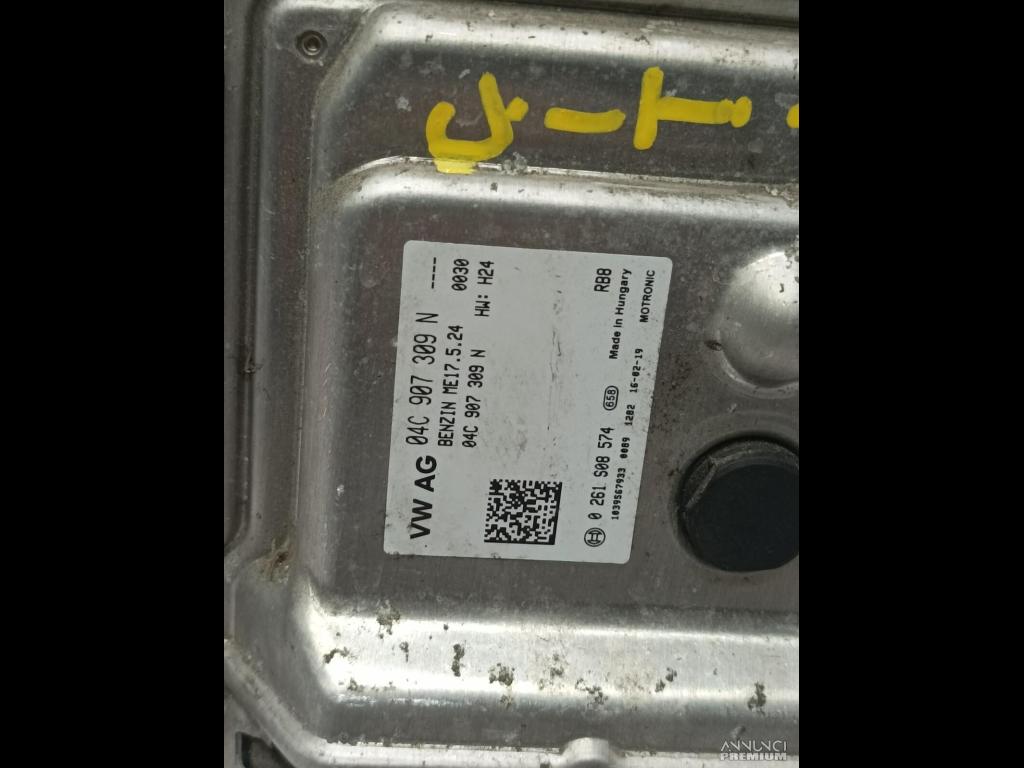 VW AG 04C 907 309 N ----
BENZIN ME17.5.24 0030
04C 907 309 N HW: H24
0 261 S08 574 658 RB8
1039S67933 0089 1282 16-02-19 Made in Hungary
MOTRONIC
ANNUNCI
PREMIUM